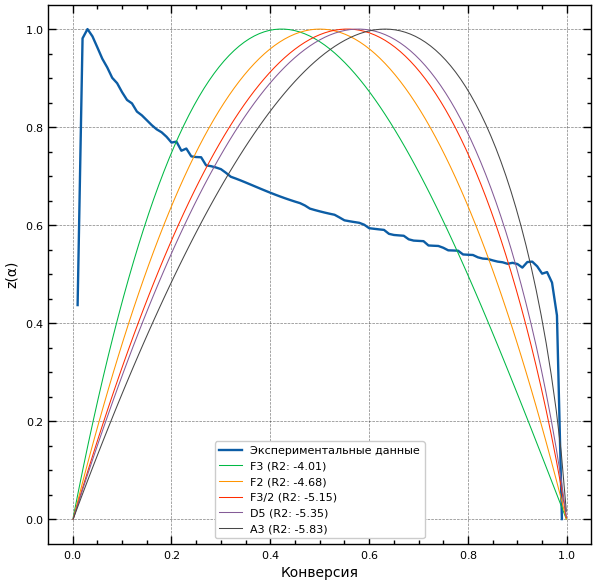 z(α)
1.0
0.8
0.6
0.4
0.2
0.0
Экспериментальные данные
F3 (R2: -4.01)
F2 (R2: -4.68)
F3/2 (R2: -5.15)
D5 (R2: -5.35)
A3 (R2: -5.83)
0.0 0.2 0.4 0.6 0.8 1.0
Конверсия